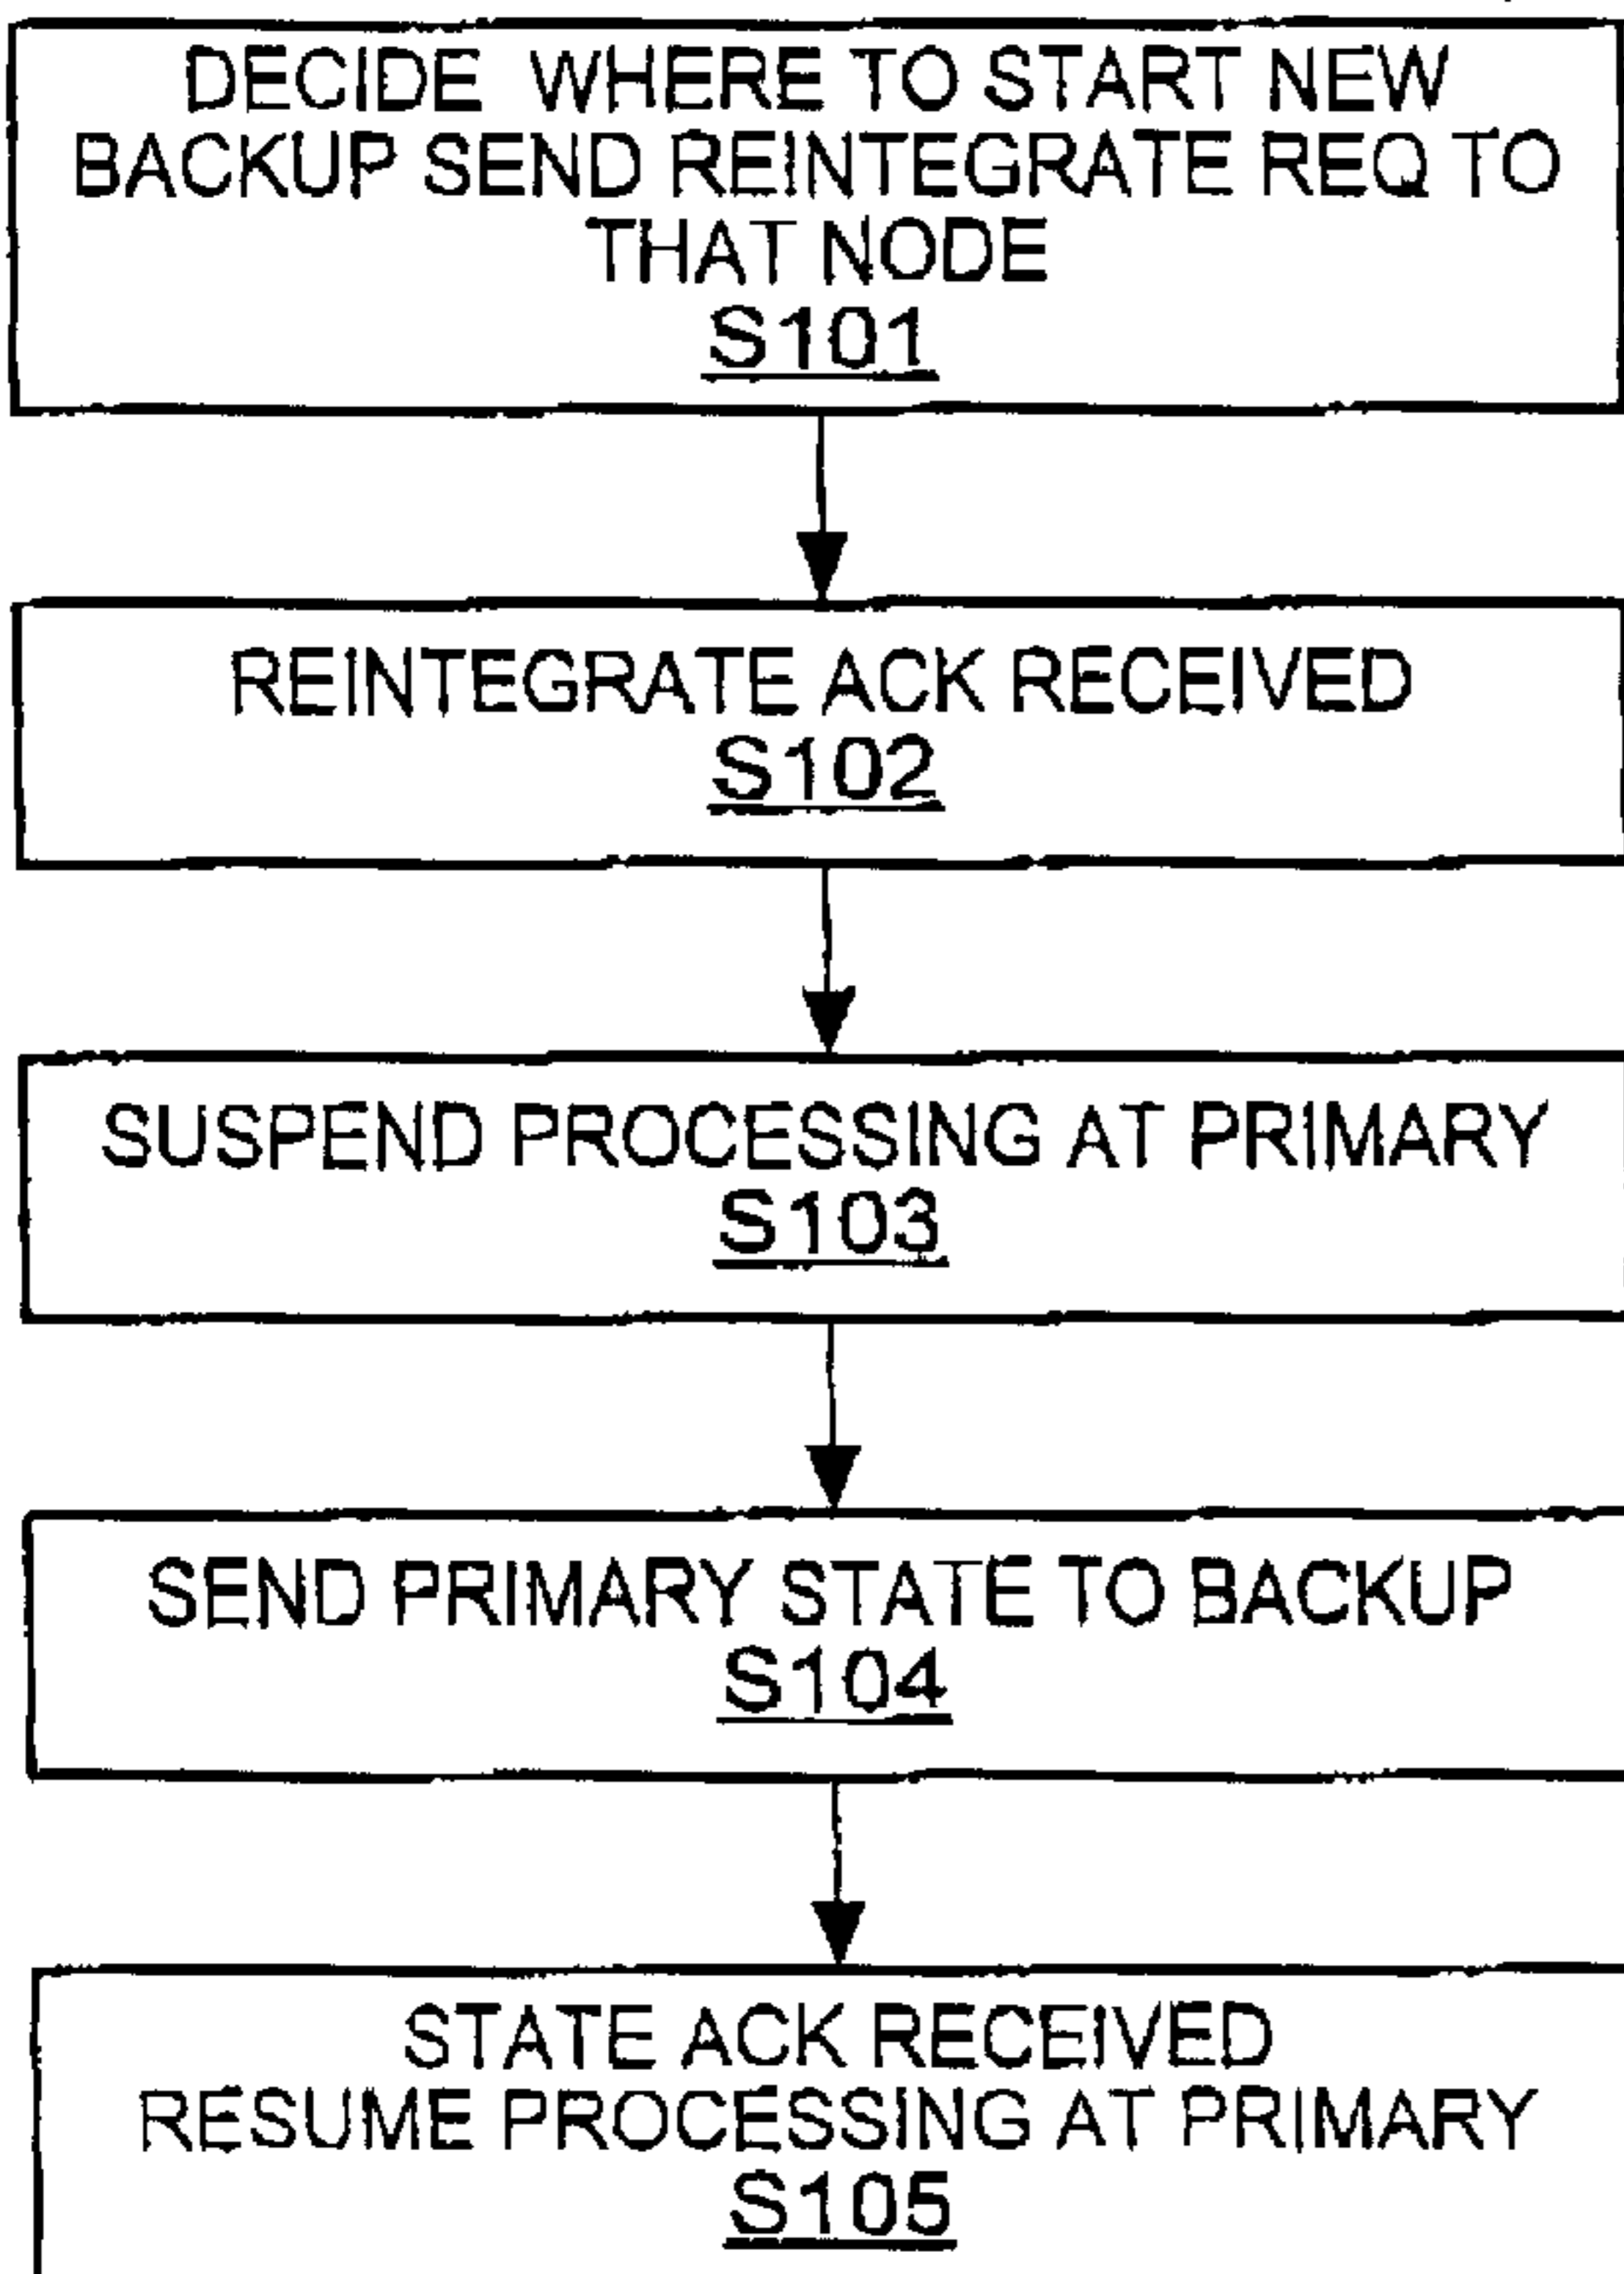 DECIDE WHERE TO START NEW
BACKUP SEND REINTEGRATE REQ TO
THAT NODE
S101
REINTEGRATE ACK RECEIVED
S102
SUSPEND PROCESSING AT PRIMARY
S103
SEND PRIMARY STATE TO BACKUP
S104
STATE ACK RECEIVED
RESUME PROCESSING AT PRIMARY
S105